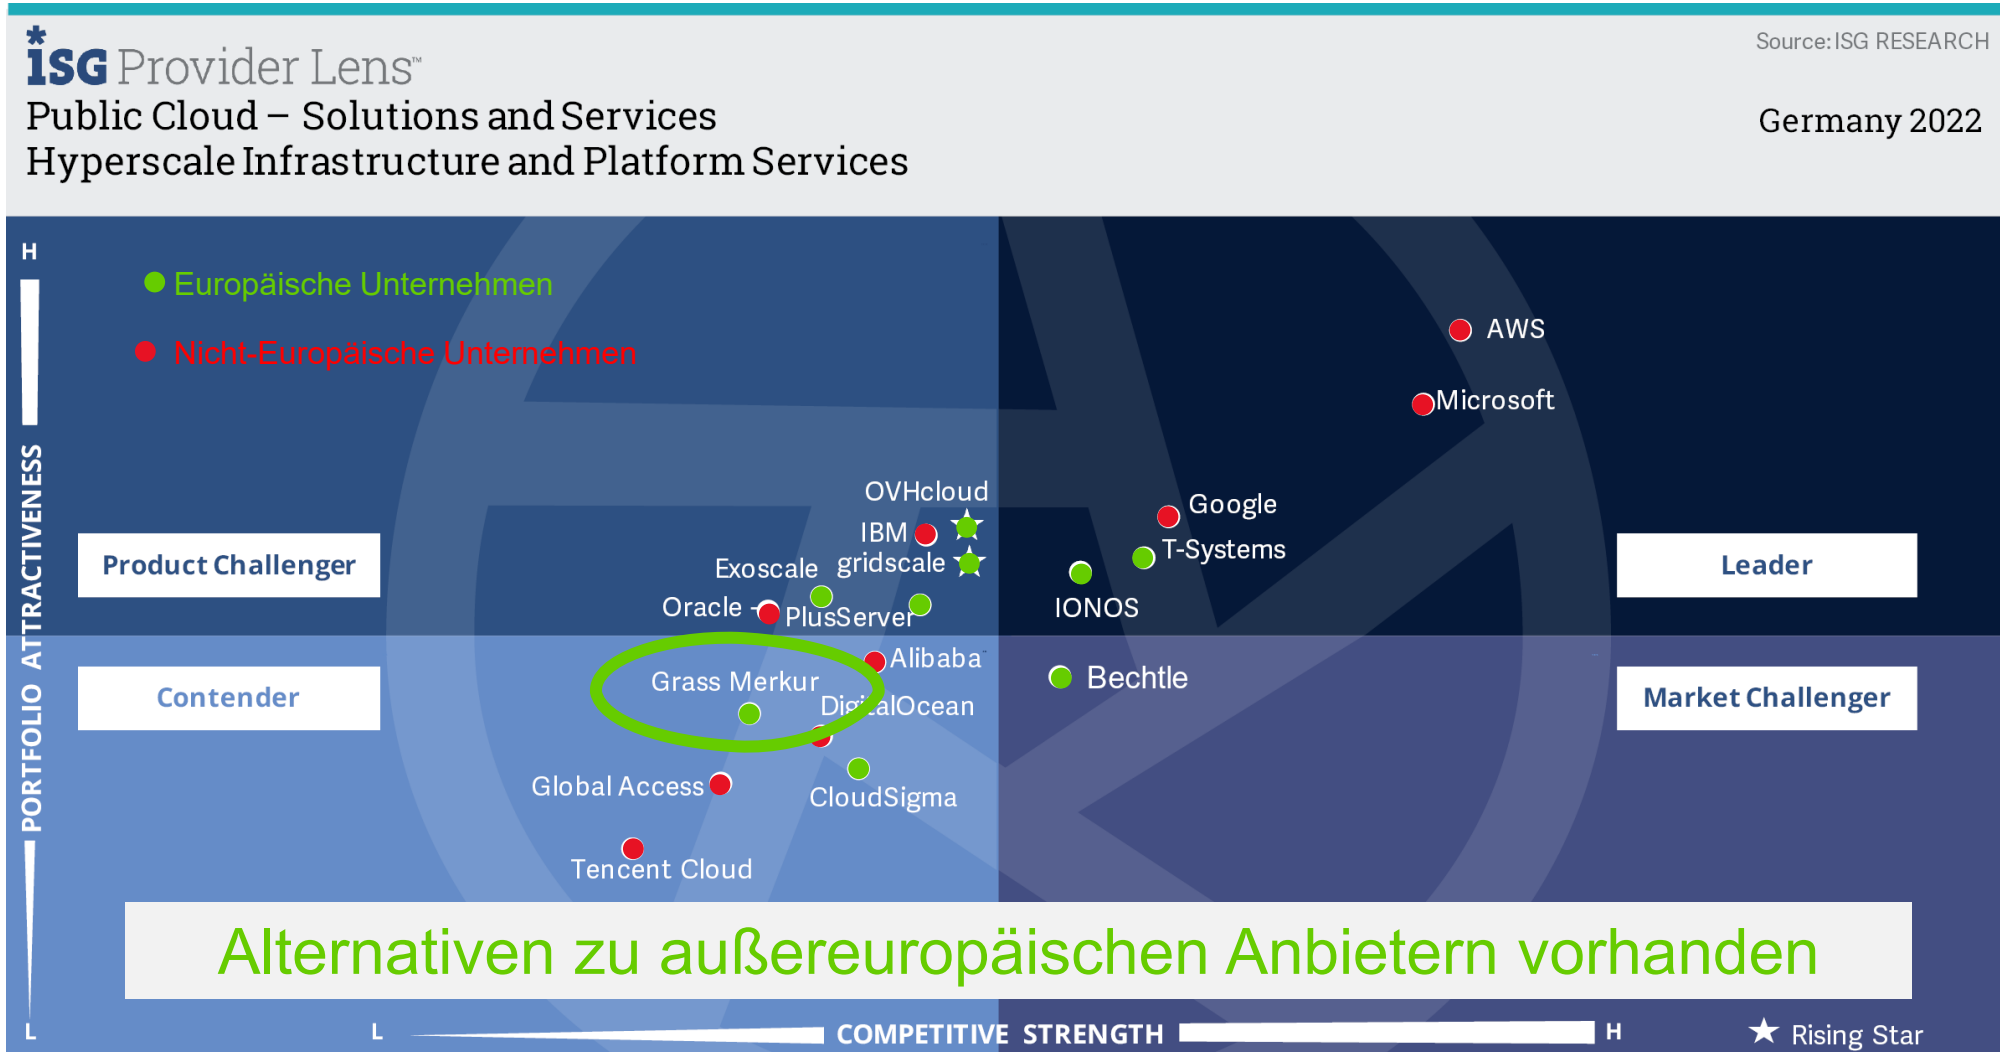 ISG Provider Lens™
Source: ISG RESEARCH
Public Cloud – Solutions and Services
Germany 2022
Hyperscale Infrastructure and Platform Services
H
Europäische Unternehmen
Nicht-Europäische Unternehmen
AWS
Microsoft
OVHcloud
Google
IBM
T-Systems
gridscale
Exoscale
Product Challenger
Leader
Oracle
PlusServer
IONOS
PORTFOLIO ATTRACTIVENESS
Alibaba
Grass Merkur
Bechtle
Contender
Market Challenger
DigitalOcean
Global Access
CloudSigma
Tencent Cloud
Alternativen zu außereuropäischen Anbietern vorhanden
L
L
COMPETITIVE STRENGTH
H
Rising Star